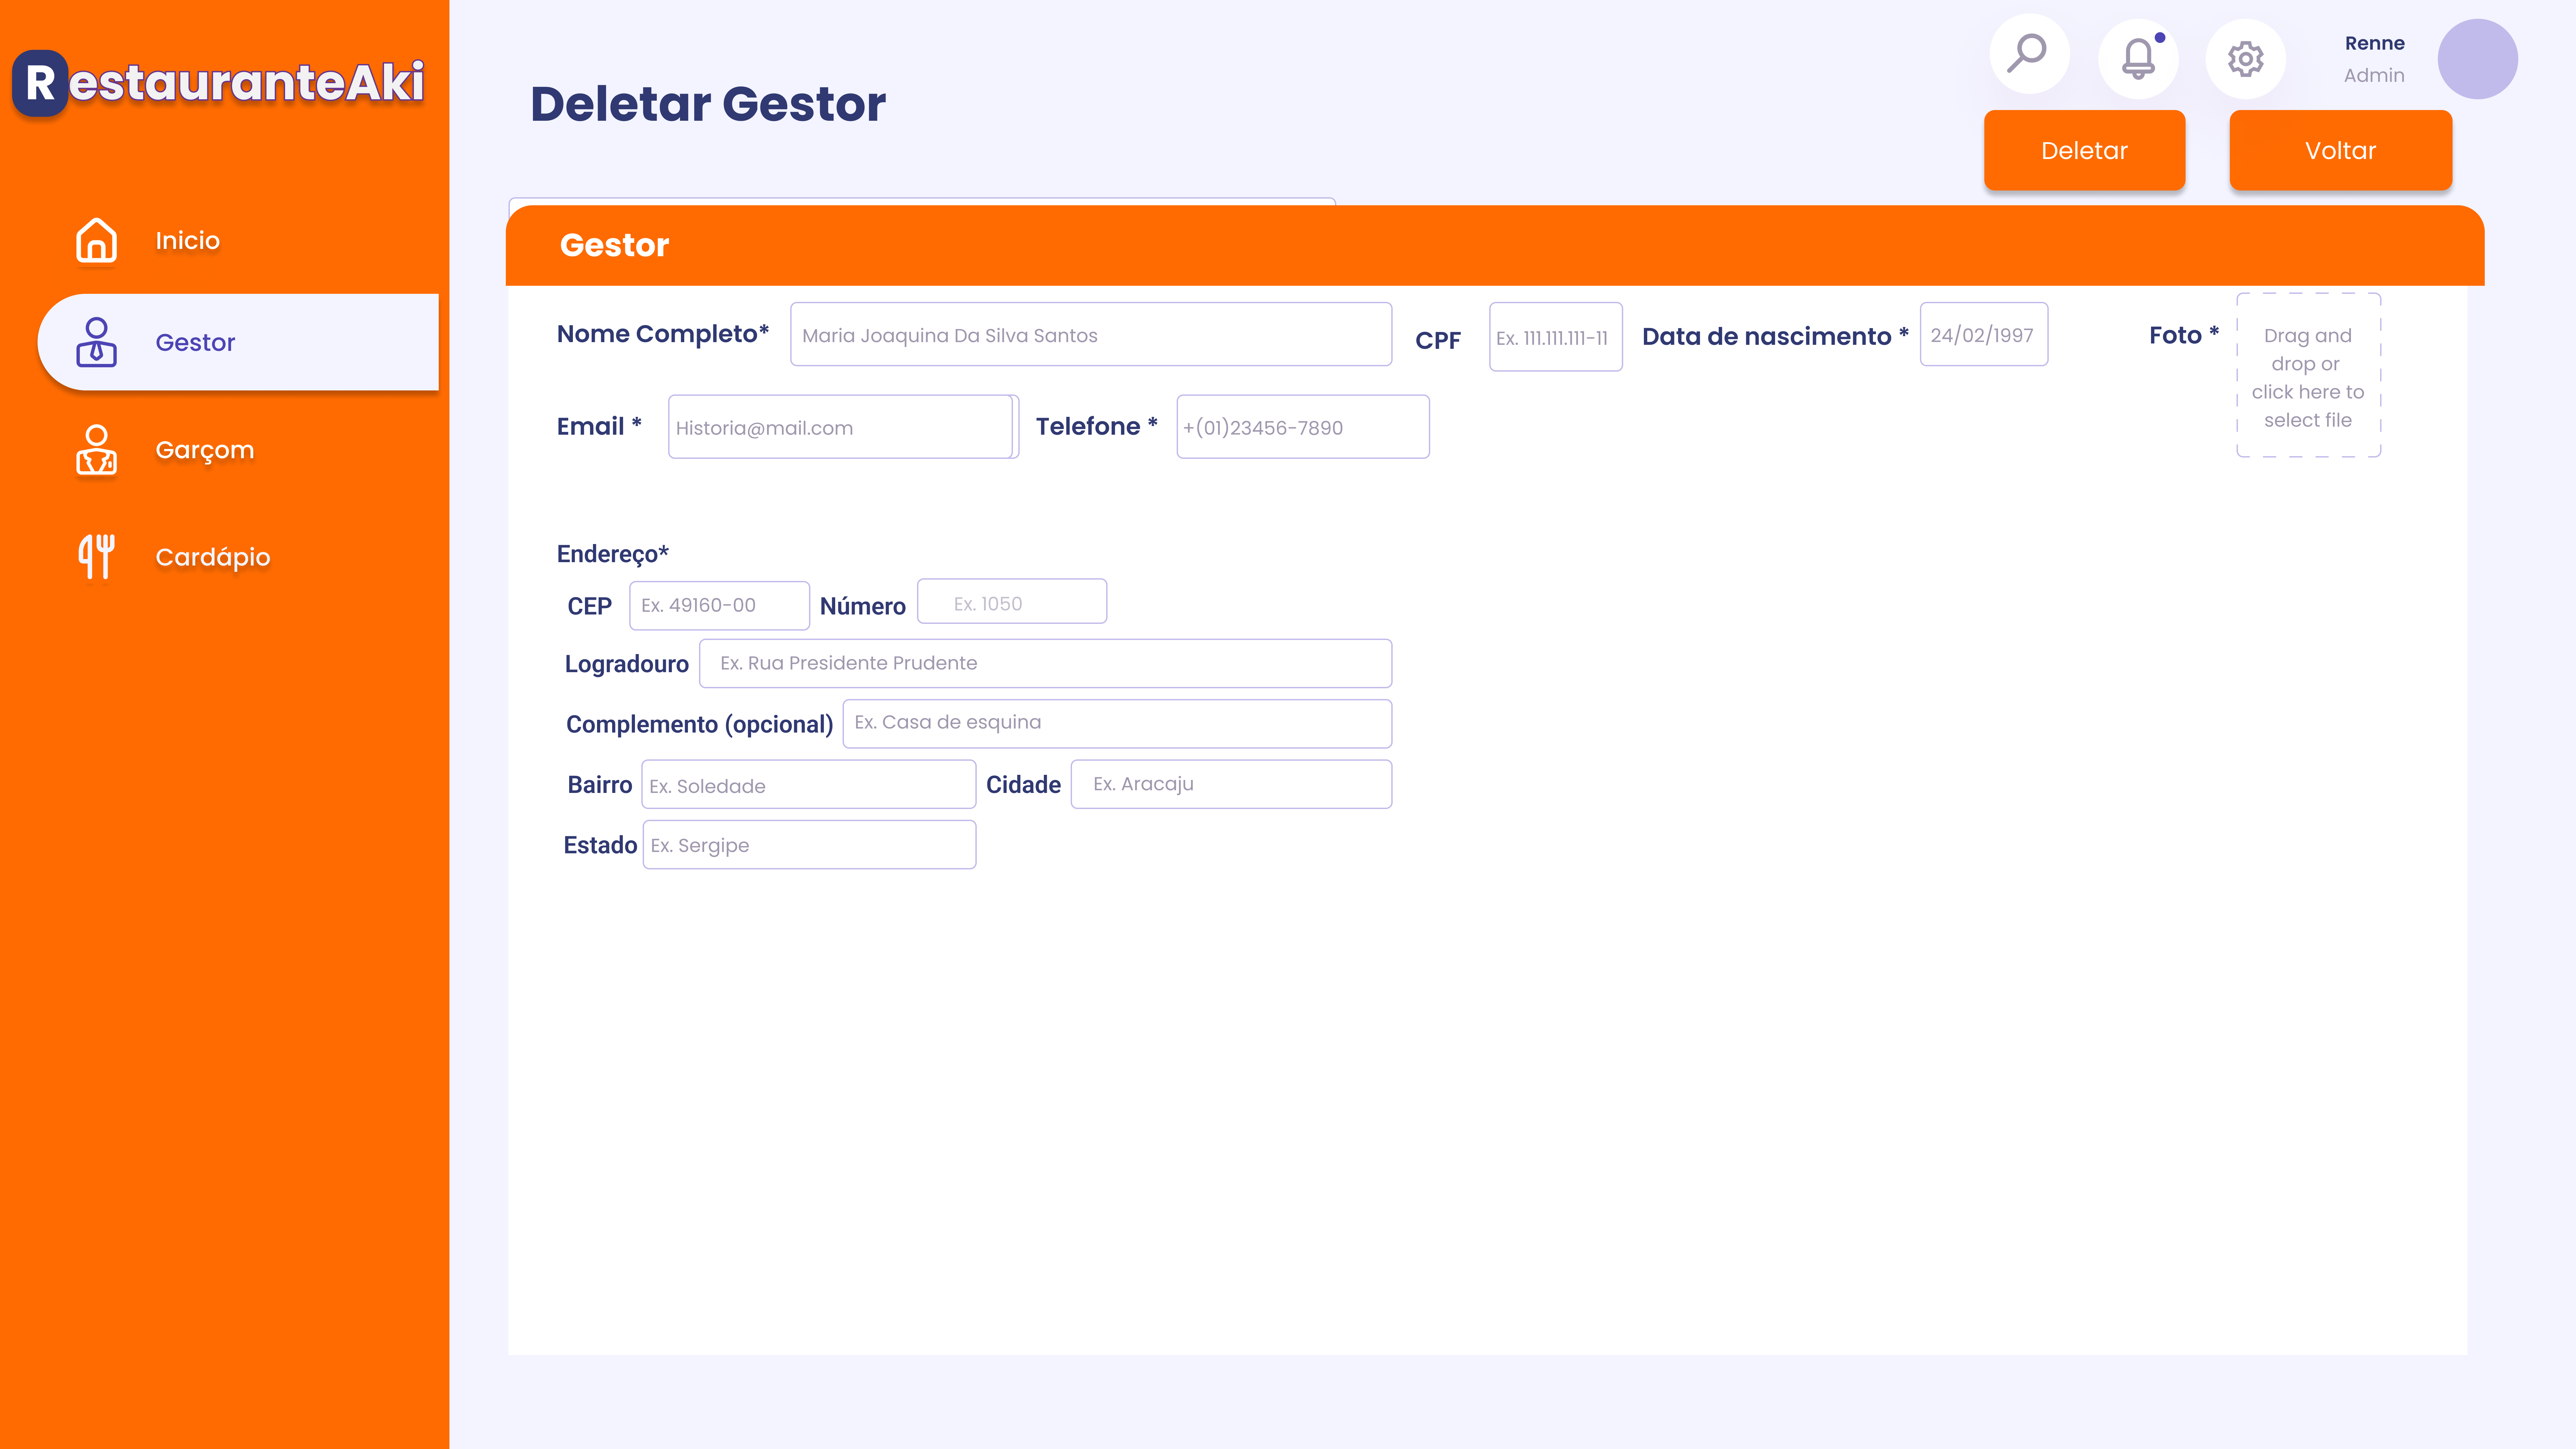 RestauranteAki
Inicio
Gestor
Garçom
Cardápio
Deletar Gestor
Renne
Admin
Deletar
Voltar
Gestor
Nome Completo*
Maria Joaquina Da Silva Santos
CPF
Ex. 111.111.111-11
Data de nascimento *
24/02/1997
Foto *
Drag and
drop or
click here to
select file
Email *
Historia@mail.com
Telefone *
+(01)23456-7890
Endereço*
CEP
Ex. 49160-00
Número
Ex. 1050
Logradouro
Ex. Rua Presidente Prudente
Complemento (opcional)
Ex. Casa de esquina
Bairro
Ex. Soledade
Cidade
Ex. Aracaju
Estado
Ex. Sergipe